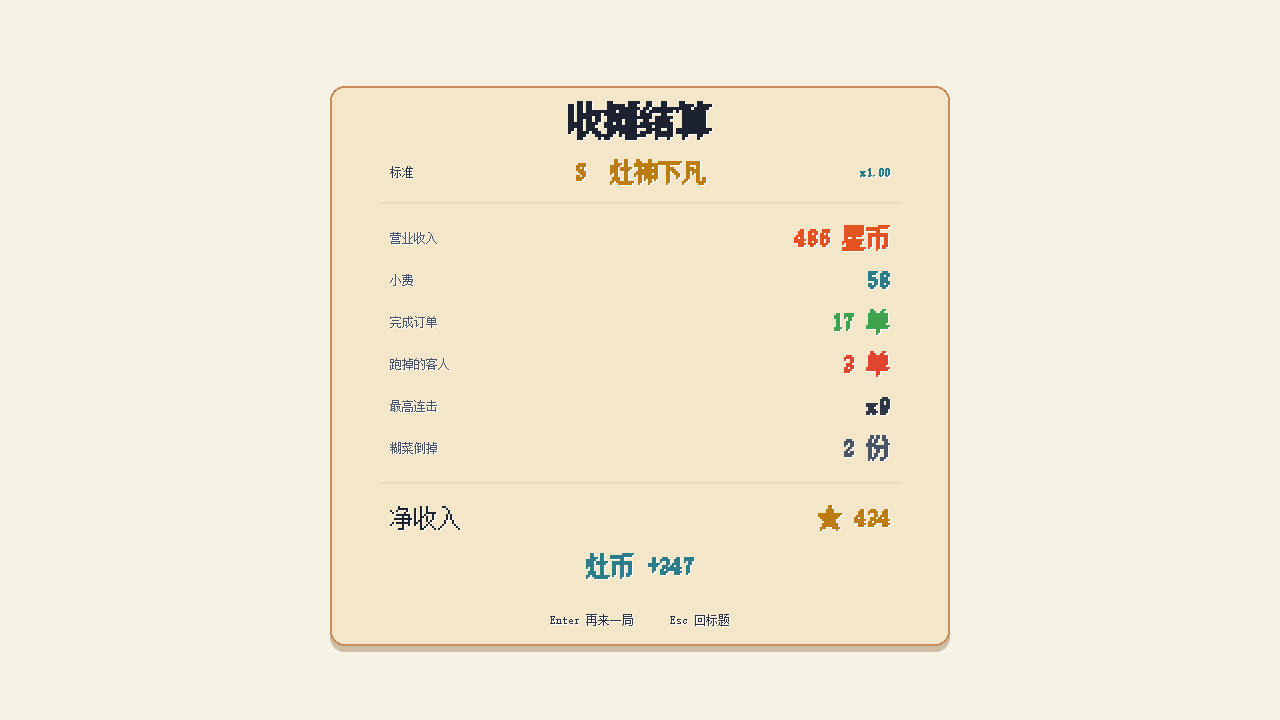 收摊结算
标准 S 灶神下凡 x1.00
营业收入 486 星币
小费 58
完成订单 17 单
跑掉的客人 3 单
最高连击 x9
糊菜倒掉 2 份
净收入 ★ 434
灶币 +347
Enter 再来一局 Esc 回标题